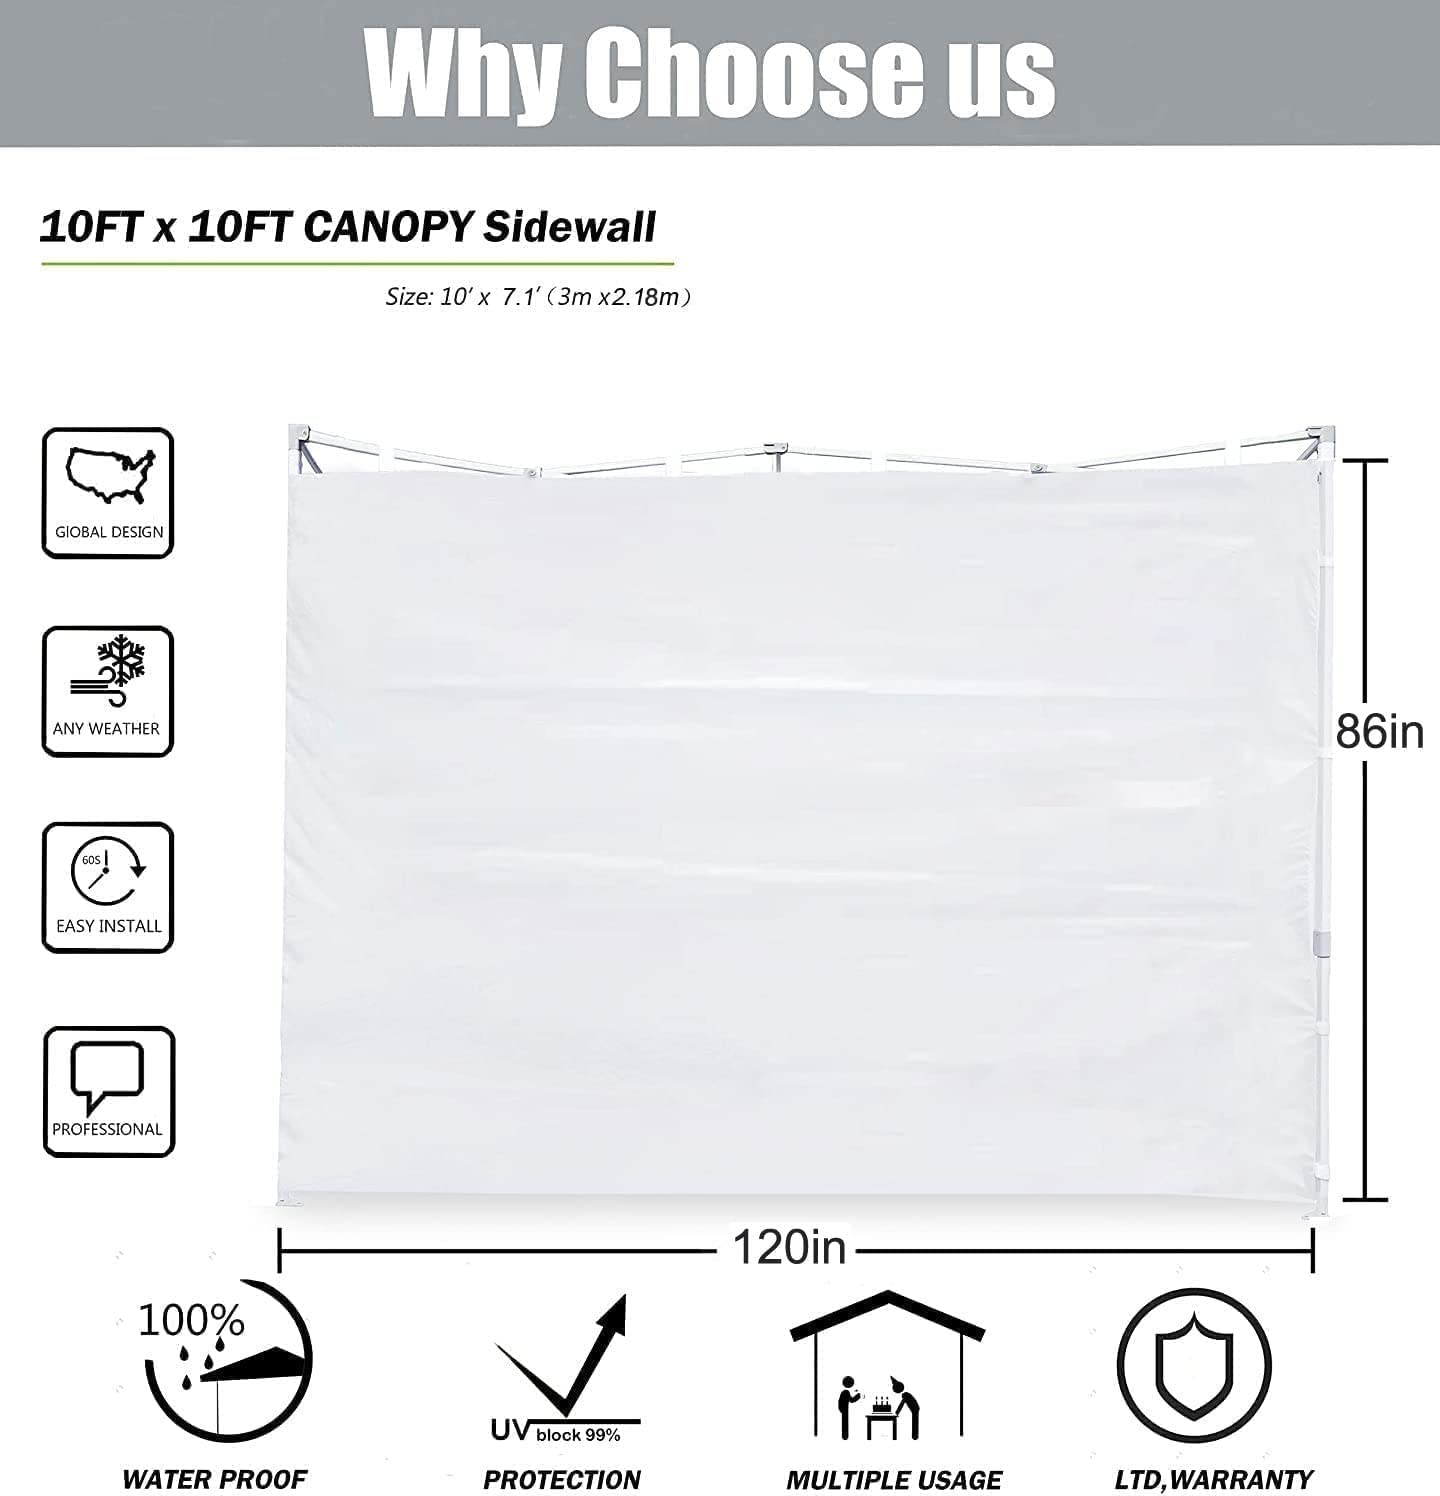 Why Choose us
10FT x 10FT CANOPY Sidewall
Size: 10' x 7.1' (3m x2.18m)
GIOBAL DESIGN
ANY WEATHER
60S
EASY INSTALL
PROFESSIONAL
86in
120in
100%
WATER PROOF
UV block 99%
PROTECTION
MULTIPLE USAGE
LTD,WARRANTY